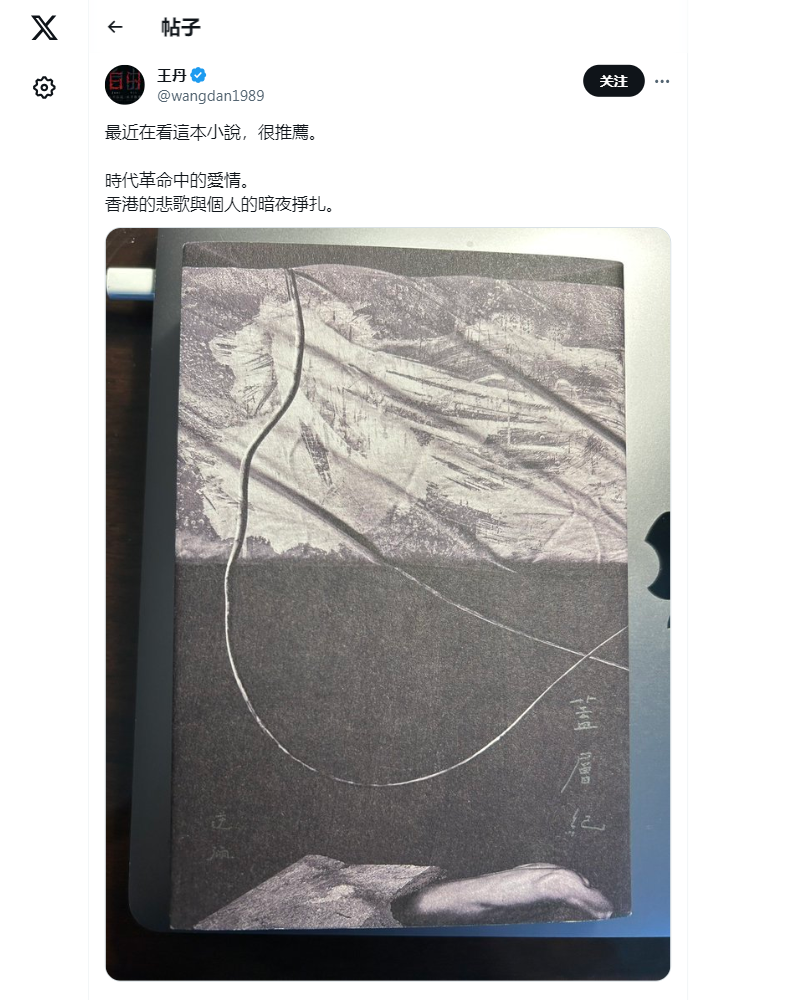 帖子
王丹
@wangdan1989
关注
最近在看這本小說，很推薦。
時代革命中的愛情。
香港的悲歌與個人的暗夜掙扎。
自由
蓋
層
紀